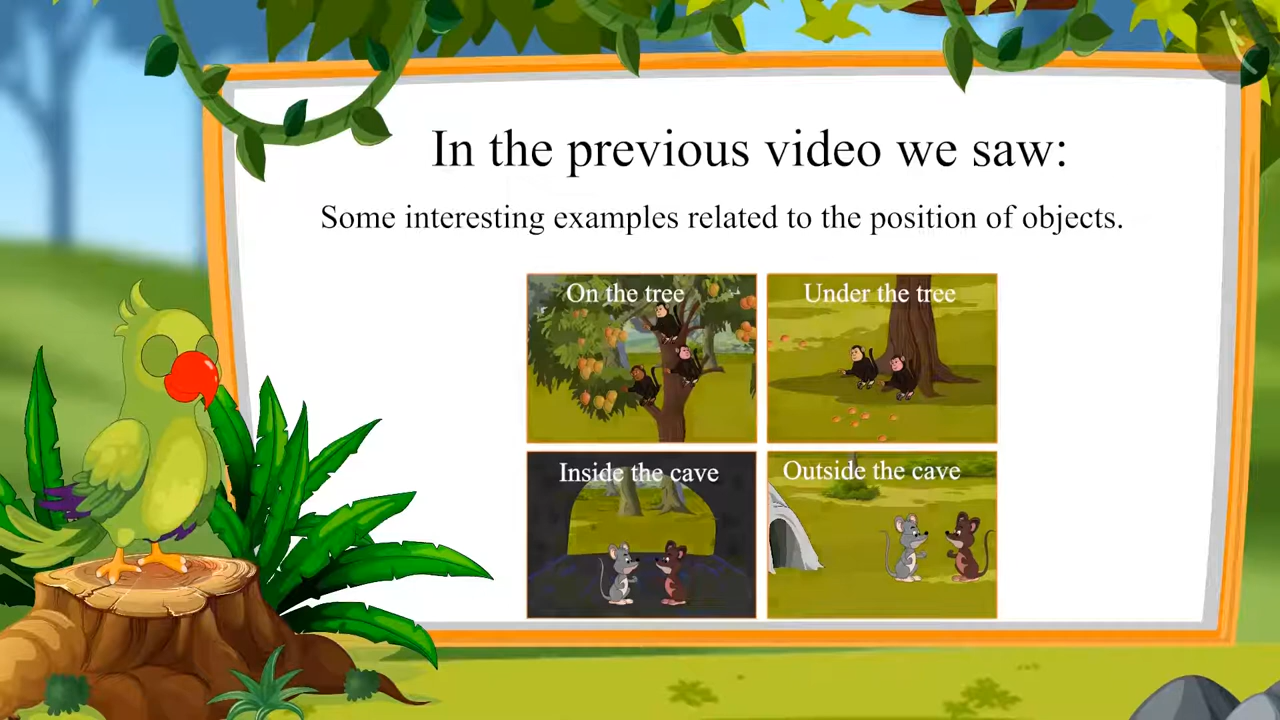 In the previous video we saw:
Some interesting examples related to the position of objects.
On the tree
Under the tree
Inside the cave
Outside the cave